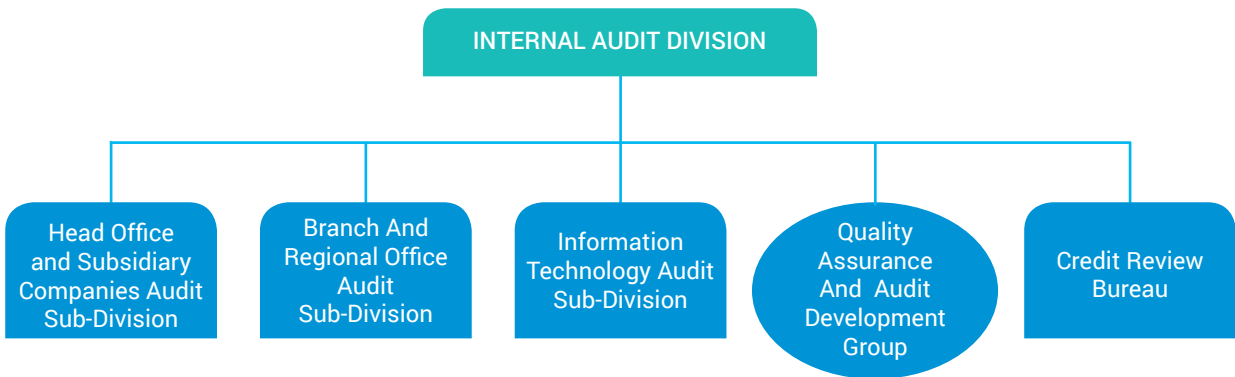 INTERNAL AUDIT DIVISION
Head Office
and Subsidiary
Companies Audit
Sub-Division
Branch And
Regional Office
Audit
Sub-Division
Information
Technology Audit
Sub-Division
Quality
Assurance
And Audit
Development
Group
Credit Review
Bureau